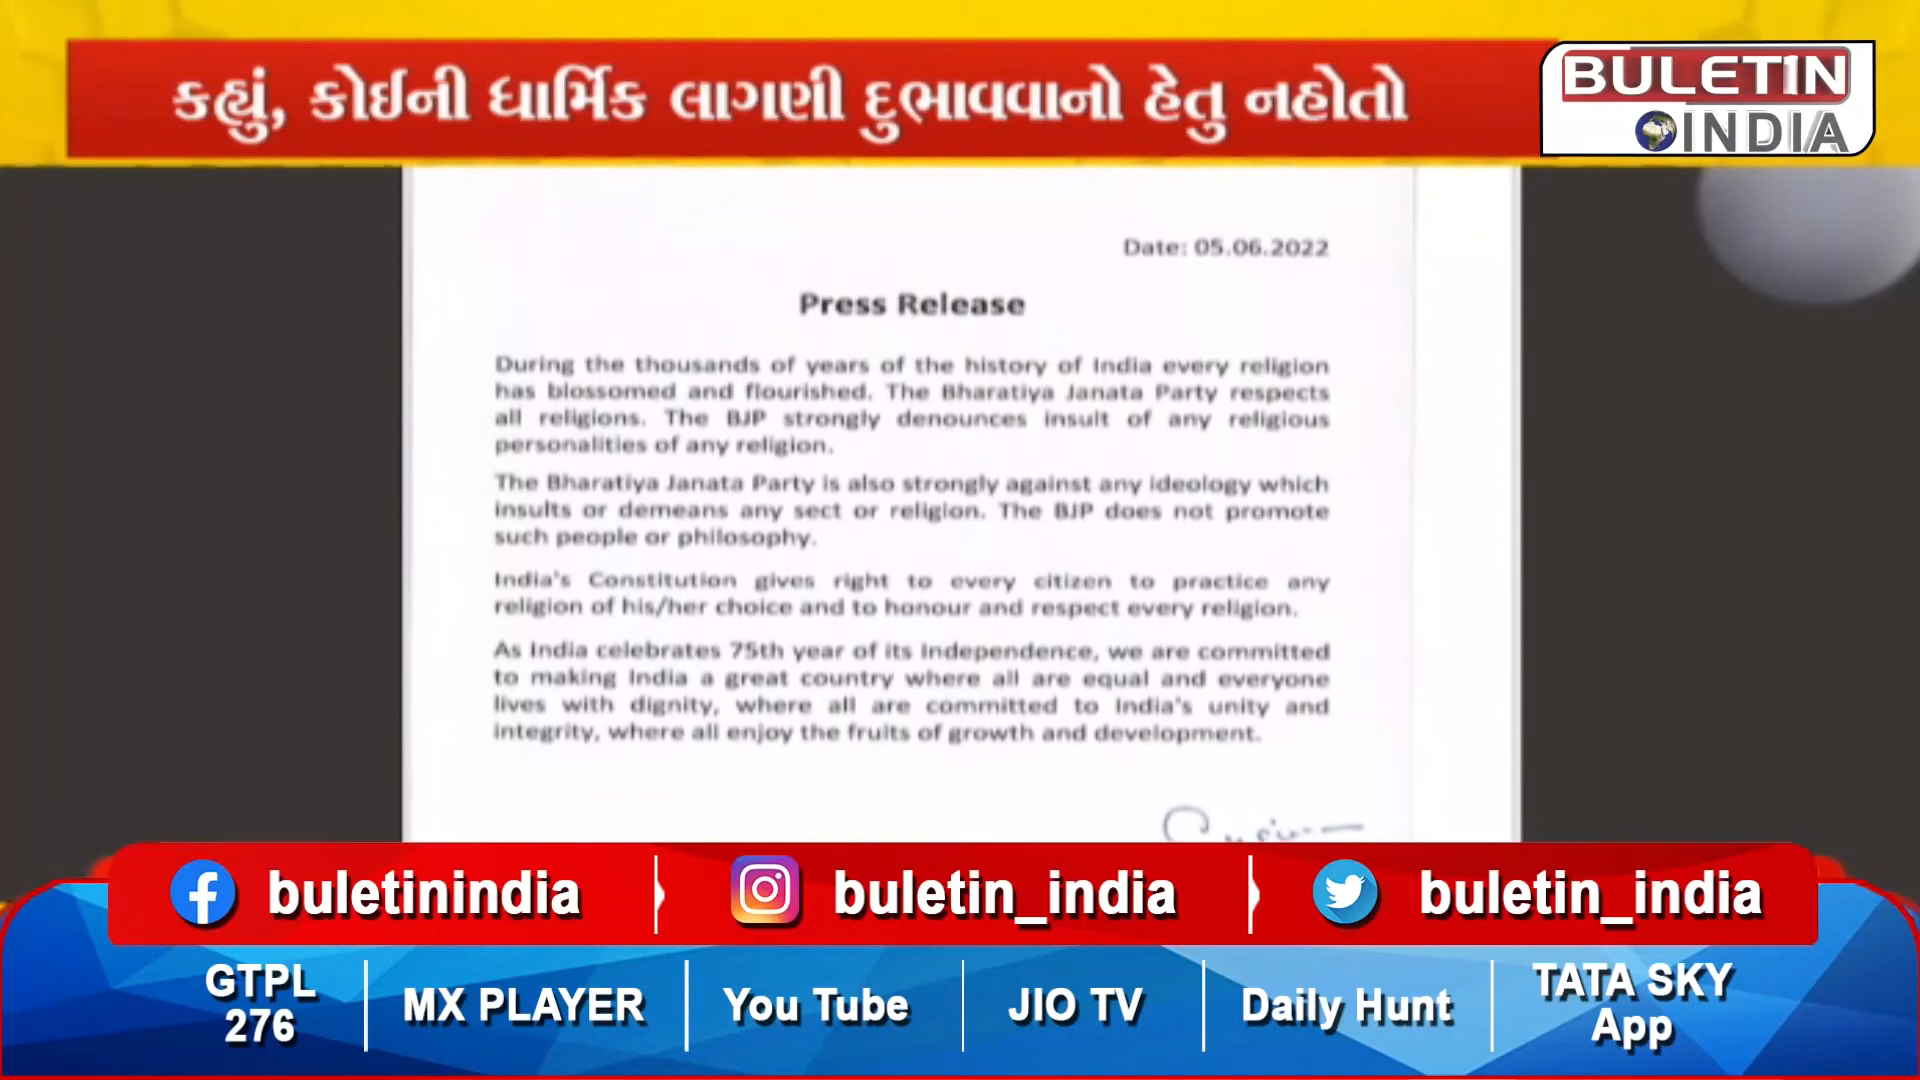 કહ્યું, કોઈની ધાર્મિક લાગણી દુભાવવાનો હેતુ નહોતો
BULETIN
INDIA
Date: 05.06.2022
Press Release
During the thousands of years of the history of India every religion
has blossomed and flourished. The Bharatiya Janata Party respects
all religions. The BJP strongly denounces insult of any religious
personalities of any religion.
The Bharatiya Janata Party is also strongly against any ideology which
insults or demeans any sect or religion. The BJP does not promote
such people or philosophy.
India's Constitution gives right to every citizen to practice any
religion of his/her choice and to honour and respect every religion.
As India celebrates 75th year of its Independence, we are committed
to making India a great country where all are equal and everyone
lives with dignity, where all are committed to India's unity and
integrity, where all enjoy the fruits of growth and development.
buletinindia
buletin_india
buletin_india
GTPL
276
MX PLAYER
You Tube
JIO TV
Daily Hunt
TATA SKY
App